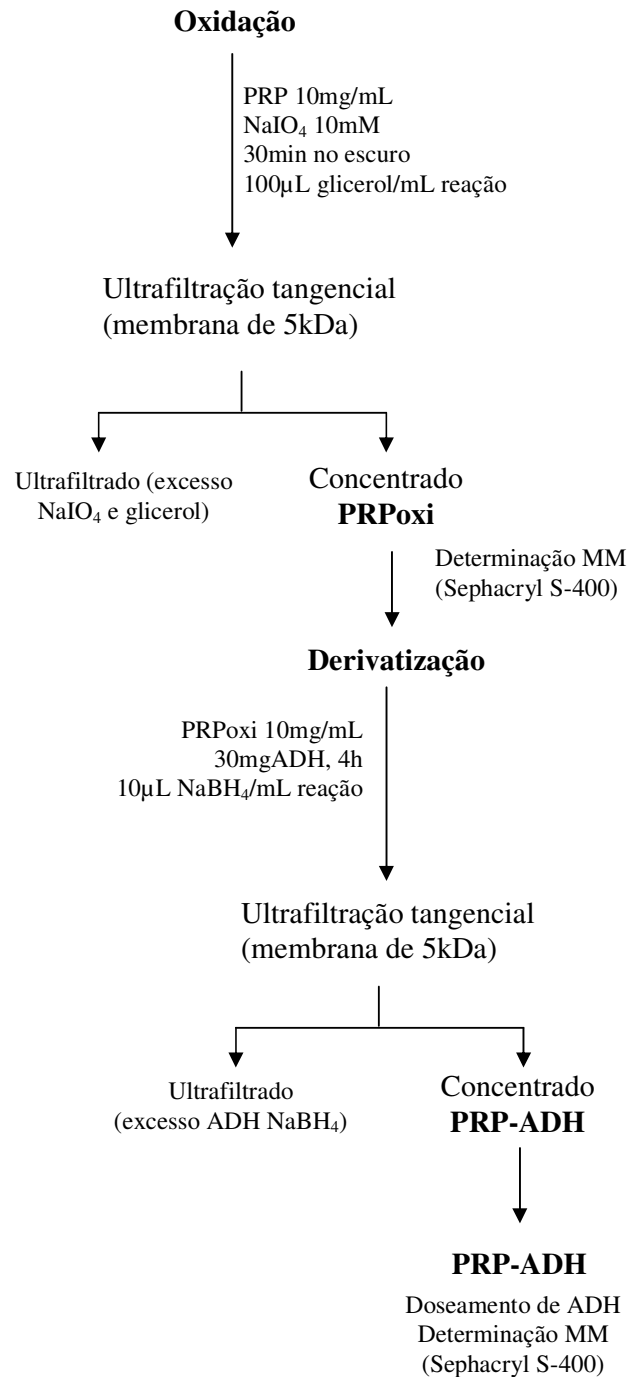 Oxidação
PRP 10mg/mL
NaIO₄ 10mM
30min no escuro
100µL glicerol/mL reação
Ultrafiltração tangencial
(membrana de 5kDa)
Ultrafiltrado (excesso
NaIO₄ e glicerol)
Concentrado
PRPoxi
Determinação MM
(Sephacryl S-400)
Derivatização
PRPoxi 10mg/mL
30mgADH, 4h
10µL NaBH₄/mL reação
Ultrafiltração tangencial
(membrana de 5kDa)
Ultrafiltrado
(excesso ADH NaBH₄)
Concentrado
PRP-ADH
PRP-ADH
Doseamento de ADH
Determinação MM
(Sephacryl S-400)